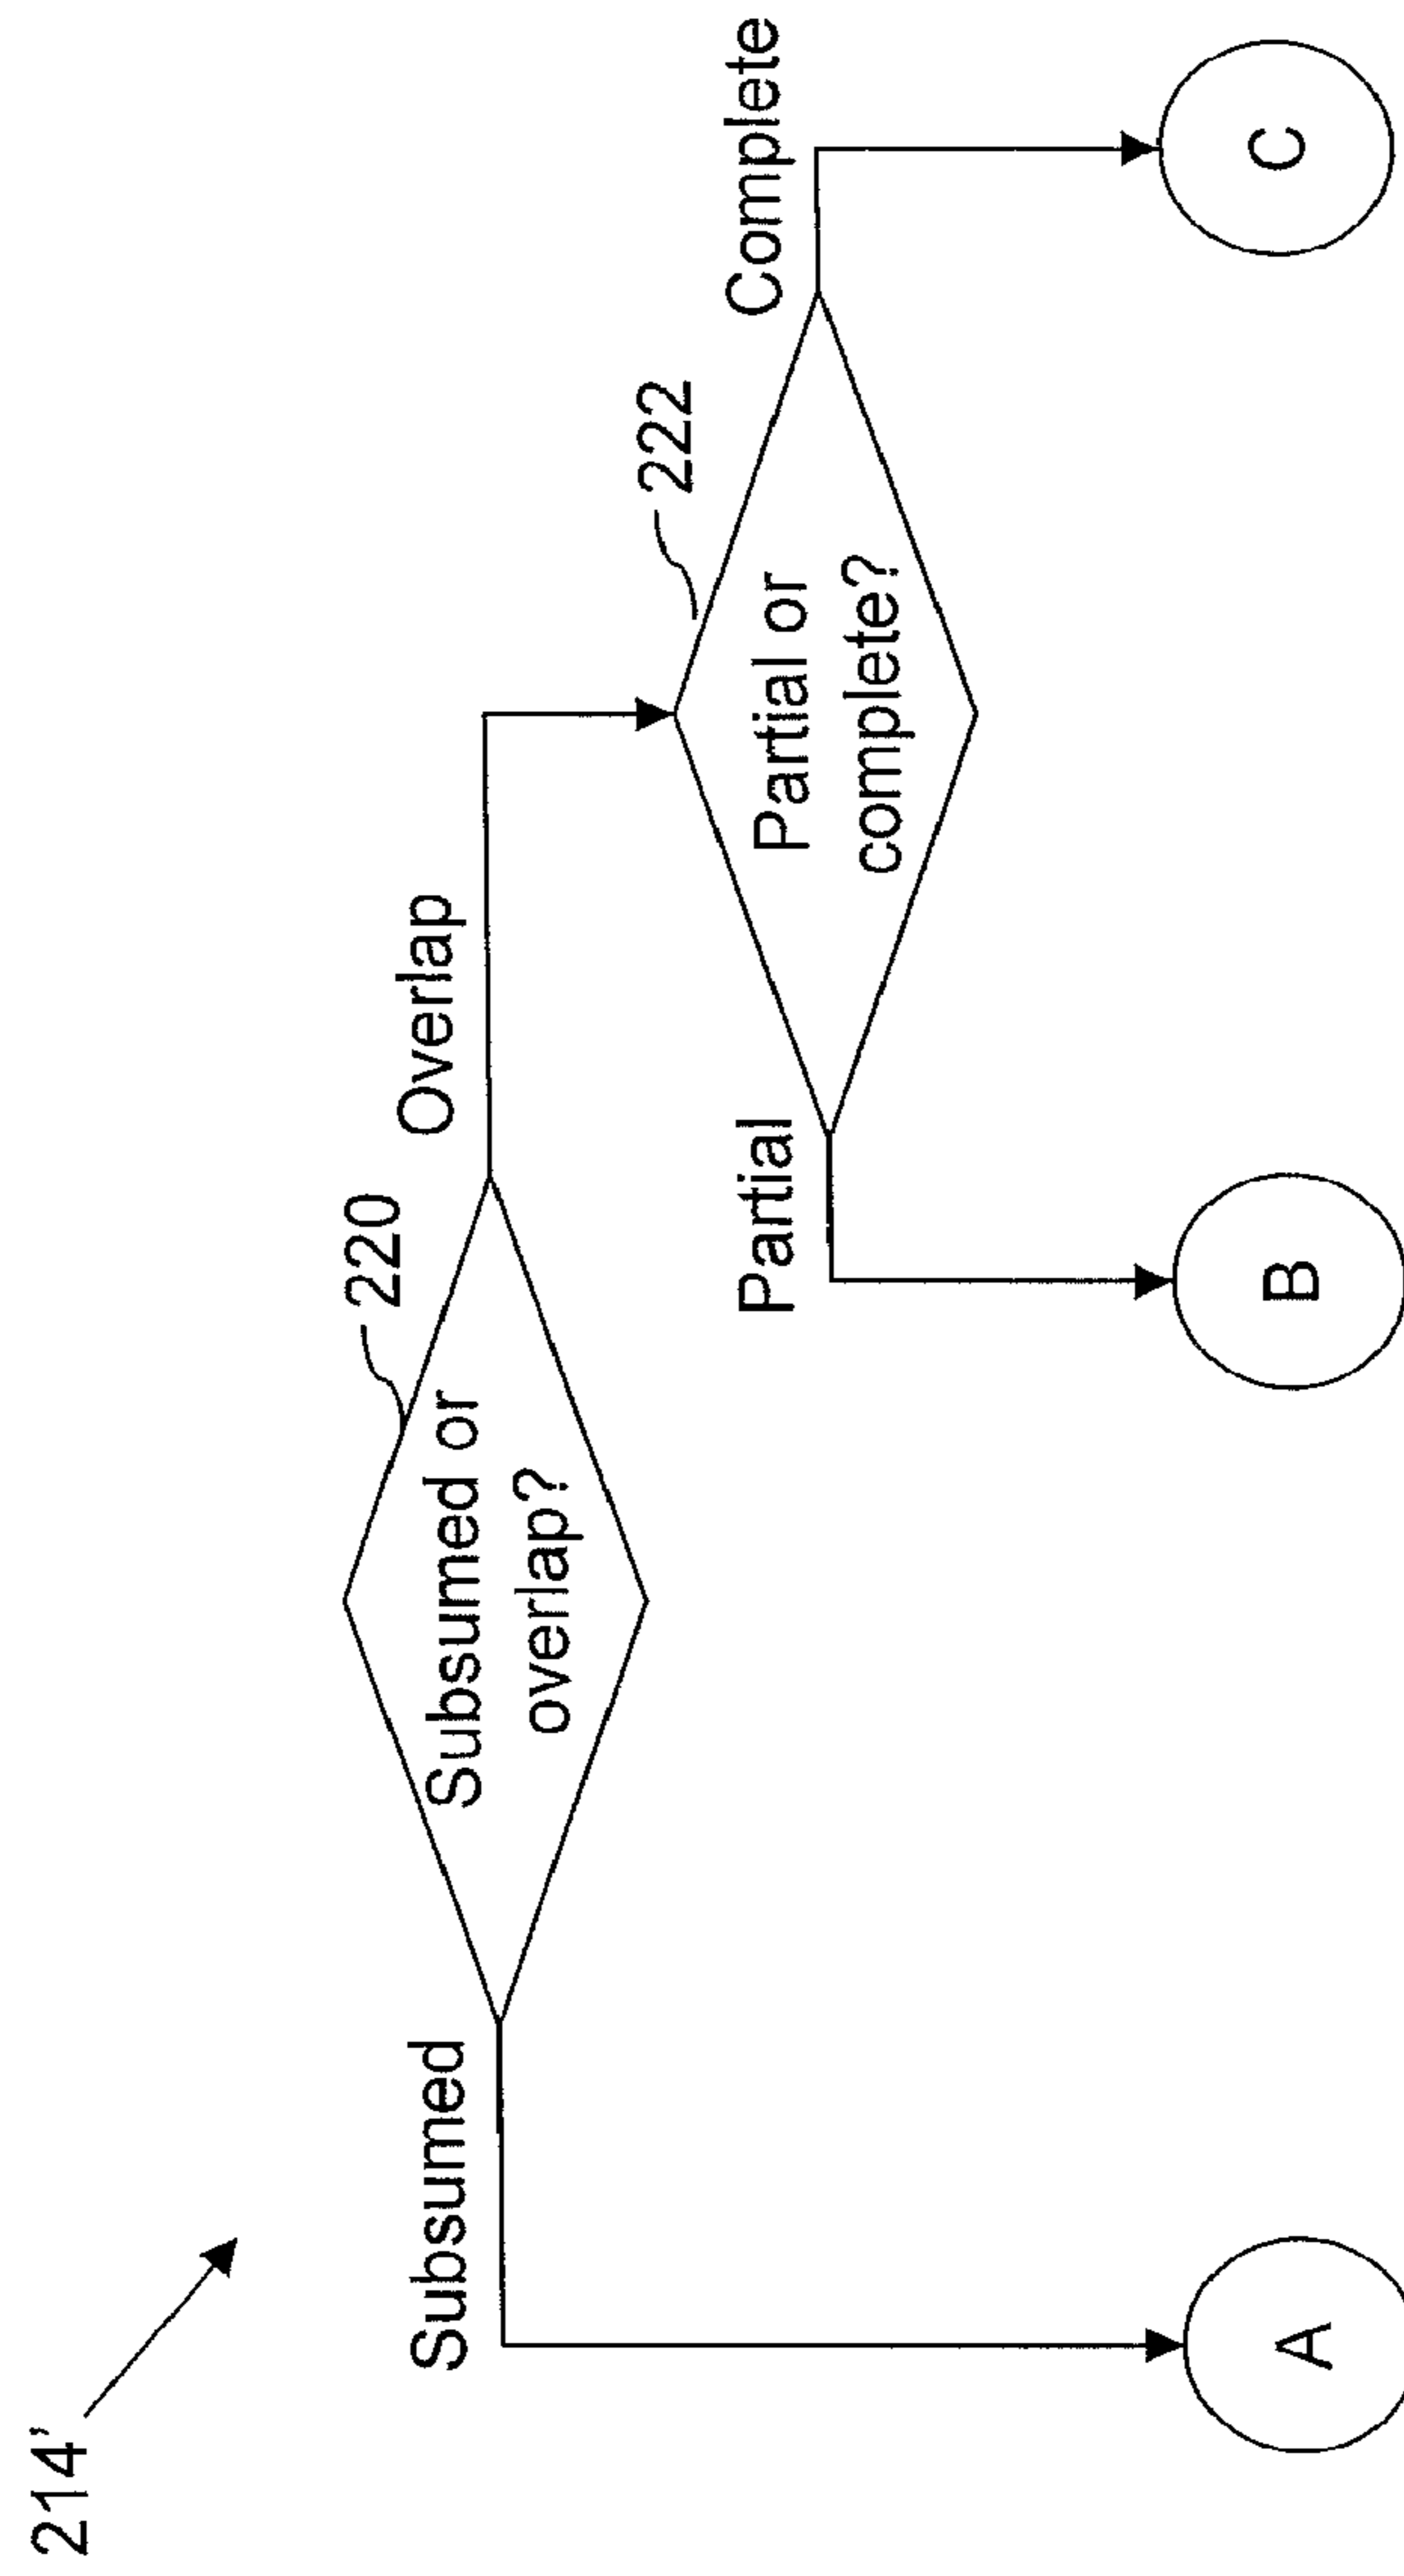 214'
220
Subsumed
Subsumed or
overlap?
Overlap
222
Partial
Partial or
complete?
Complete
A
B
C